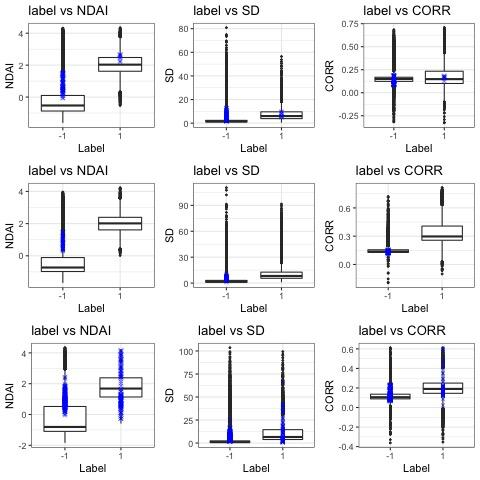 label vs NDAI
label vs SD
label vs CORR
NDAI
4
2
0
-1
1
Label
SD
80
60
40
20
0
-1
1
Label
CORR
0.75
0.50
0.25
0.00
-0.25
-1
1
Label
label vs NDAI
label vs SD
label vs CORR
NDAI
4
2
0
-1
1
Label
SD
90
60
30
0
-1
1
Label
CORR
0.6
0.3
0.0
-1
1
Label
label vs NDAI
label vs SD
label vs CORR
NDAI
4
2
0
-2
-1
1
Label
SD
100
75
50
25
0
-1
1
Label
CORR
0.6
0.4
0.2
0.0
-0.2
-0.4
-1
1
Label